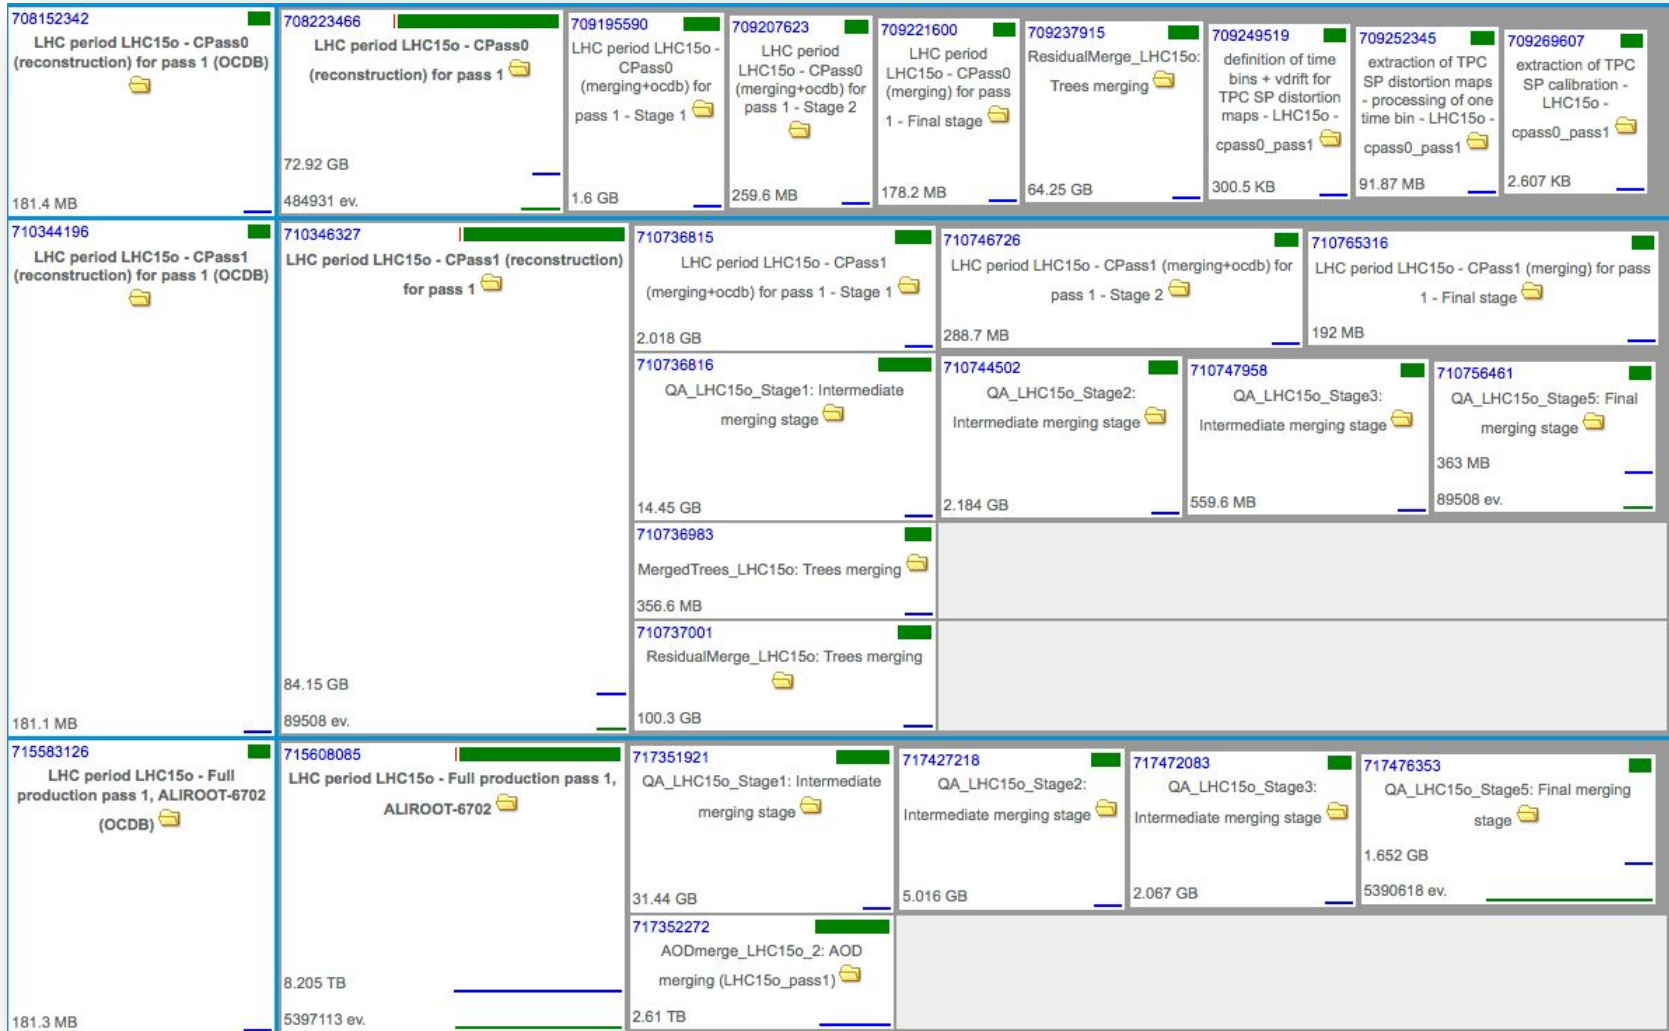 708152342
LHC period LHC15o - CPass0
(reconstruction) for pass 1 (OCDB)
181.4 MB
708223466
LHC period LHC15o - CPass0
(reconstruction) for pass 1
72.92 GB
484931 ev.
709195590
LHC period LHC15o -
CPass0
(merging+ocdb) for
pass 1 - Stage 1
1.6 GB
709207623
LHC period
LHC15o - CPass0
(merging+ocdb) for
pass 1 - Stage 2
259.6 MB
709221600
LHC period
LHC15o - CPass0
(merging) for pass
1 - Final stage
178.2 MB
709237915
ResidualMerge_LHC15o:
Trees merging
64.25 GB
709249519
definition of time
bins + vdrift for
TPC SP distortion
maps - LHC15o -
cpass0_pass1
300.5 KB
709252345
extraction of TPC
SP distortion maps
- processing of one
time bin - LHC15o -
cpass0_pass1
91.87 MB
709269607
extraction of TPC
SP calibration -
LHC15o -
cpass0_pass1
2.607 KB
710344196
LHC period LHC15o - CPass1
(reconstruction) for pass 1 (OCDB)
181.1 MB
710346327
LHC period LHC15o - CPass1 (reconstruction)
for pass 1
84.15 GB
89508 ev.
710736815
LHC period LHC15o - CPass1
(merging+ocdb) for pass 1 - Stage 1
2.018 GB
710746726
LHC period LHC15o - CPass1 (merging+ocdb) for
pass 1 - Stage 2
288.7 MB
710765316
LHC period LHC15o - CPass1 (merging) for pass
1 - Final stage
192 MB
710736816
QA_LHC15o_Stage1: Intermediate
merging stage
14.45 GB
710744502
QA_LHC15o_Stage2:
Intermediate merging stage
2.184 GB
710747958
QA_LHC15o_Stage3:
Intermediate merging stage
559.6 MB
710756461
QA_LHC15o_Stage5: Final
merging stage
363 MB
89508 ev.
710736983
MergedTrees_LHC15o: Trees merging
356.6 MB
710737001
ResidualMerge_LHC15o: Trees merging
100.3 GB
715583126
LHC period LHC15o - Full
production pass 1, ALIROOT-6702
(OCDB)
181.3 MB
715608085
LHC period LHC15o - Full production pass 1,
ALIROOT-6702
8.205 TB
5397113 ev.
717351921
QA_LHC15o_Stage1: Intermediate
merging stage
31.44 GB
717427218
QA_LHC15o_Stage2:
Intermediate merging stage
5.016 GB
717472083
QA_LHC15o_Stage3:
Intermediate merging stage
2.067 GB
717476353
QA_LHC15o_Stage5: Final merging
stage
1.652 GB
5390618 ev.
717352272
AODmerge_LHC15o_2: AOD
merging (LHC15o_pass1)
2.61 TB